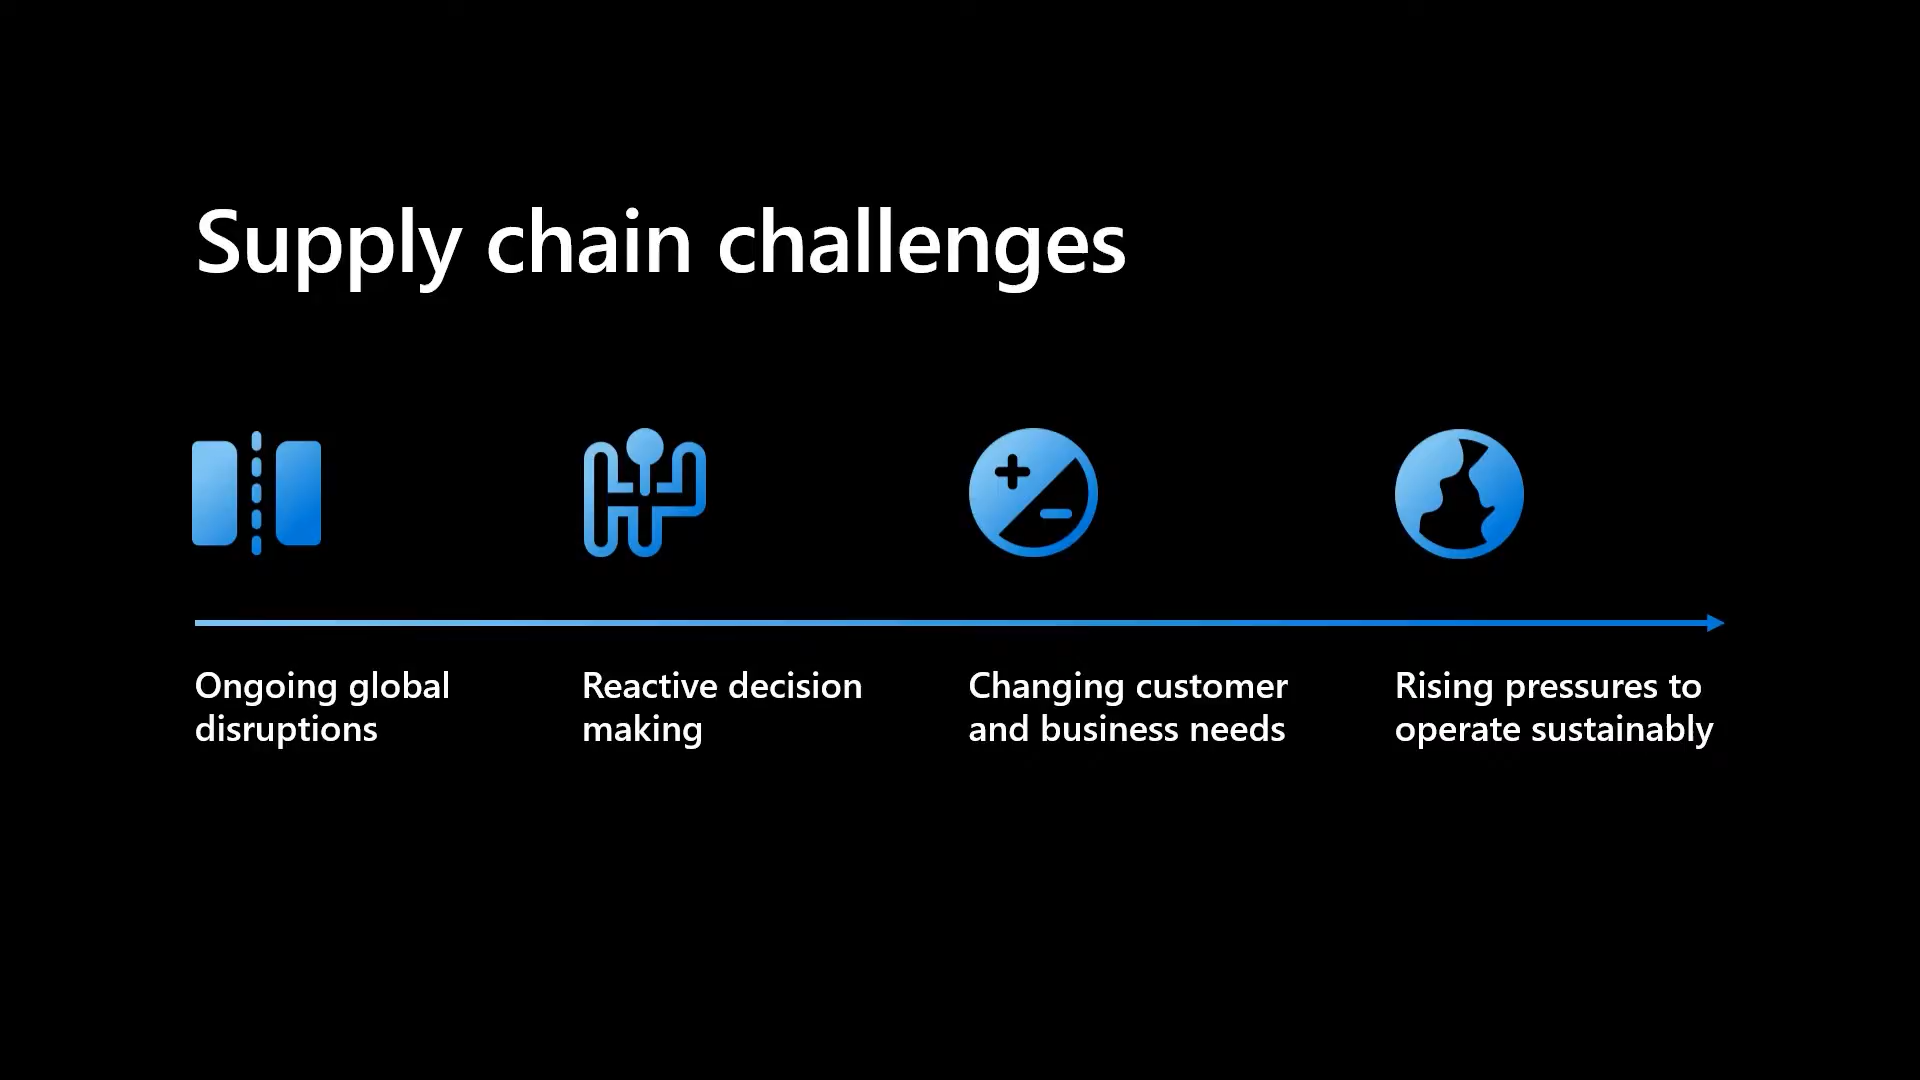 Supply chain challenges
Ongoing global
disruptions
Reactive decision
making
Changing customer
and business needs
Rising pressures to
operate sustainably